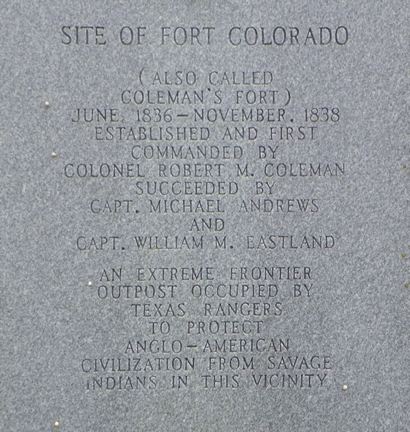 SITE OF FORT COLORADO
(ALSO CALLED
COLEMAN'S FORT)
JUNE, 1836–NOVEMBER, 1838
ESTABLISHED AND FIRST
COMMANDED BY
COLONEL ROBERT M. COLEMAN
SUCCEEDED BY
CAPT. MICHAEL ANDREWS
AND
CAPT. WILLIAM M. EASTLAND
AN EXTREME FRONTIER
OUTPOST OCCUPIED BY
TEXAS RANGERS
TO PROTECT
ANGLO–AMERICAN
CIVILIZATION FROM SAVAGE
INDIANS IN THIS VICINITY